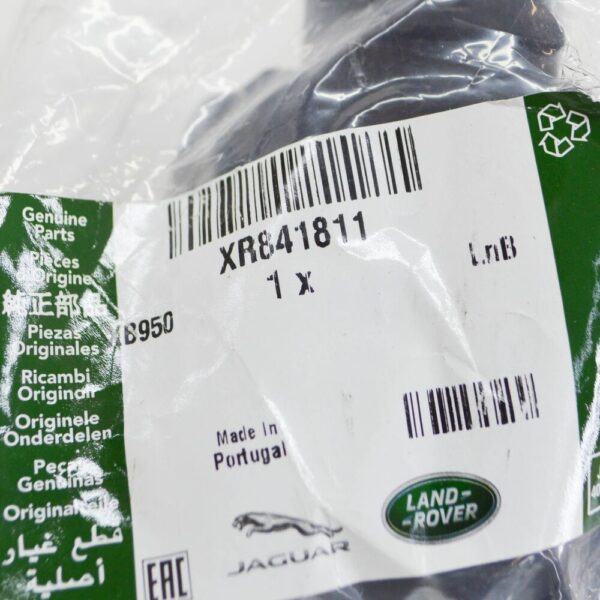 Genuine
Parts
Pièces
d'Origine
純正部品
Piezas
Originales
Ricambi
Originali
Originele
Onderdelen
Peças
Genuínas
Originalteile
قطع غيار
أصلية
XR841811
1 x
LnB
B950
Made In
Portugal
JAGUAR
LAND-
-ROVER
EAC